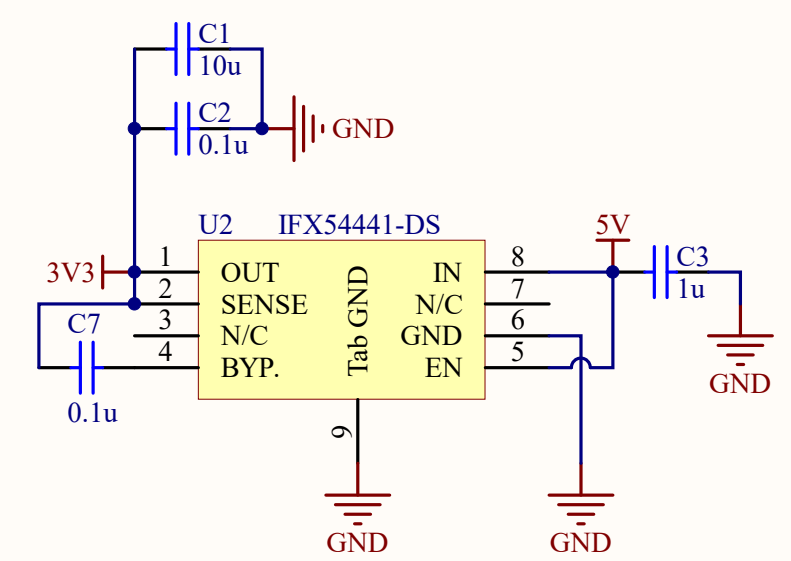 C1
10u
C2
0.1u
GND
U2 IFX54441-DS
5V
3V3
1 OUT
2 SENSE
3 N/C
4 BYP.
Tab GND
9
IN 8
N/C 7
GND 6
EN 5
C3
1u
GND
C7
0.1u
GND
GND